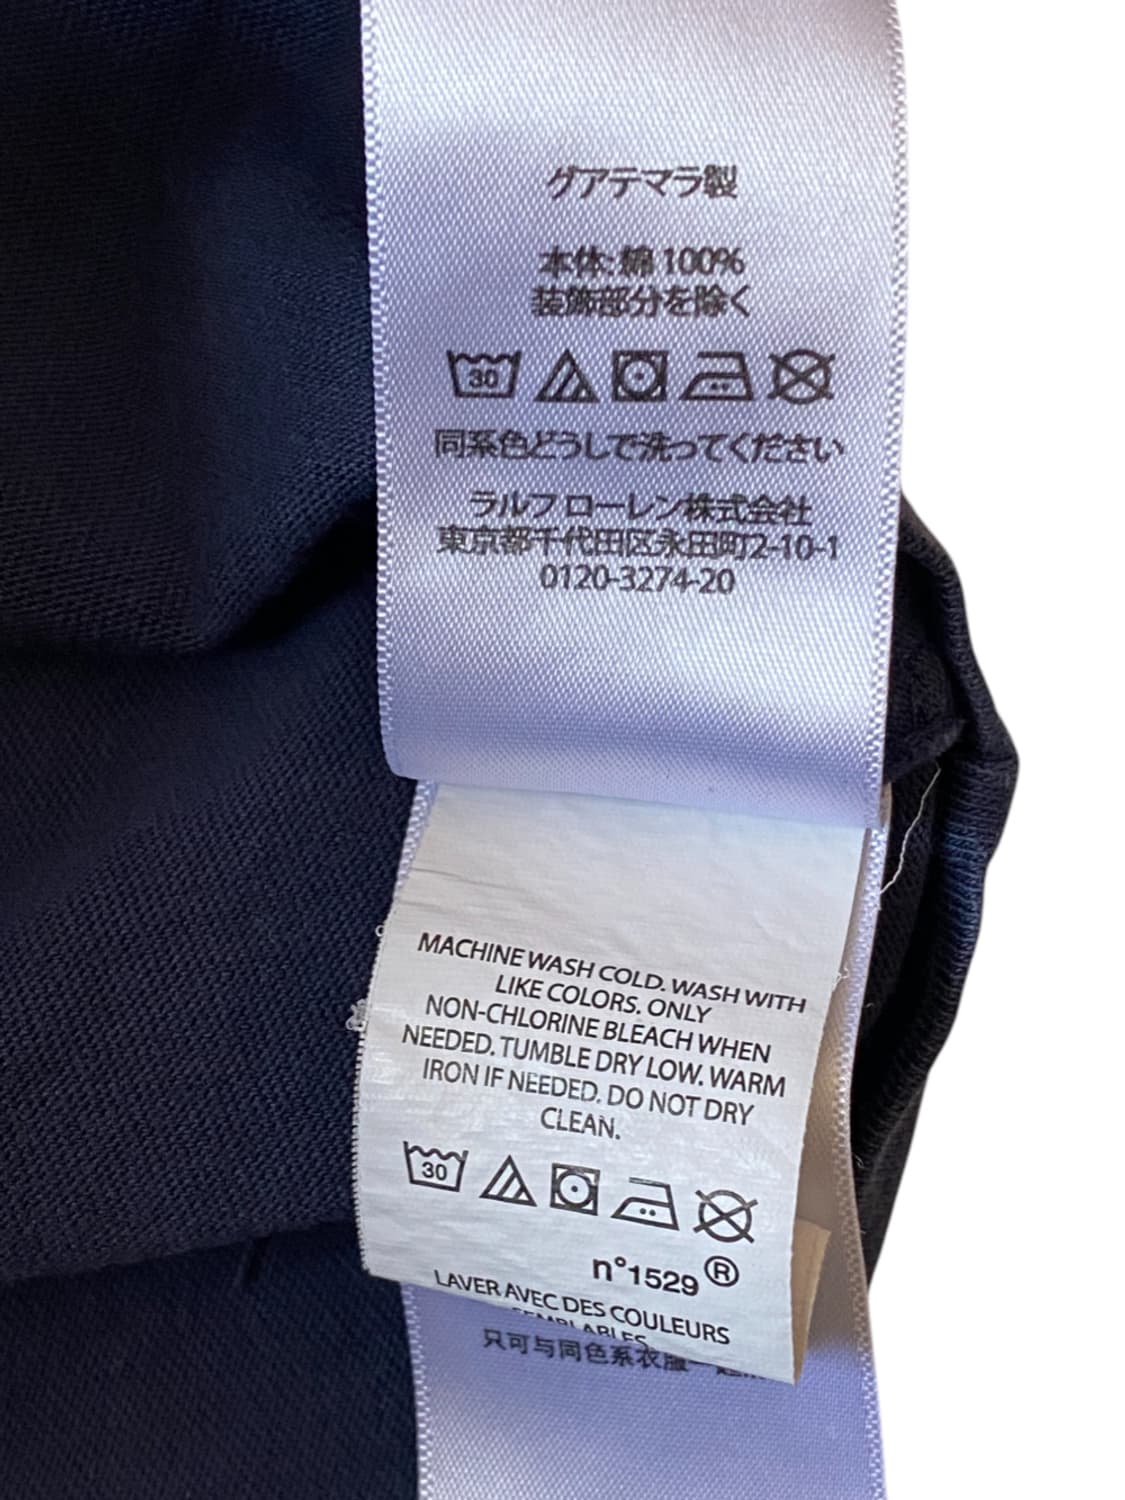 グアテマラ製
本体: 綿 100%
装飾部分を除く
30
同系色どうしで洗ってください
ラルフ ローレン株式会社
東京都千代田区永田町2-10-1
0120-3274-20
MACHINE WASH COLD. WASH WITH
LIKE COLORS. ONLY
NON-CHLORINE BLEACH WHEN
NEEDED. TUMBLE DRY LOW. WARM
IRON IF NEEDED. DO NOT DRY
CLEAN.
30
n°1529 ®
LAVER AVEC DES COULEURS
SEMBLABLES
只可与同色系衣服一起